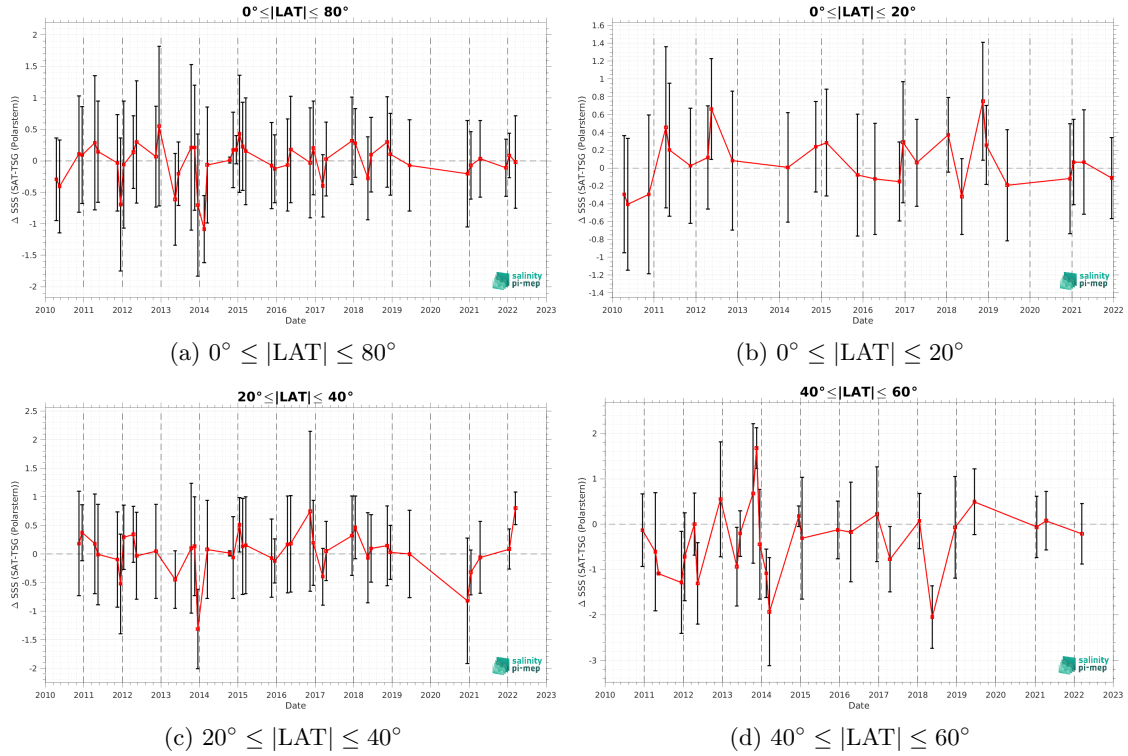 0°≤|LAT|≤ 80°
Δ SSS (SAT-TSG (Polarstern))
2
1.5
1
0.5
0
-0.5
-1
-1.5
-2
2010 2011 2012 2013 2014 2015 2016 2017 2018 2019 2020 2021 2022 2023
Date
salinity
pi-mep
(a) 0° ≤ |LAT| ≤ 80°
0°≤|LAT|≤ 20°
Δ SSS (SAT-TSG (Polarstern))
1.6
1.4
1.2
1
0.8
0.6
0.4
0.2
0
-0.2
-0.4
-0.6
-0.8
-1
-1.2
-1.4
2010 2011 2012 2013 2014 2015 2016 2017 2018 2019 2020 2021 2022
Date
salinity
pi-mep
(b) 0° ≤ |LAT| ≤ 20°
20°≤|LAT|≤ 40°
Δ SSS (SAT-TSG (Polarstern))
2.5
2
1.5
1
0.5
0
-0.5
-1
-1.5
-2
2010 2011 2012 2013 2014 2015 2016 2017 2018 2019 2020 2021 2022 2023
Date
salinity
pi-mep
(c) 20° ≤ |LAT| ≤ 40°
40°≤|LAT|≤ 60°
Δ SSS (SAT-TSG (Polarstern))
2
1
0
-1
-2
-3
2010 2011 2012 2013 2014 2015 2016 2017 2018 2019 2020 2021 2022 2023
Date
salinity
pi-mep
(d) 40° ≤ |LAT| ≤ 60°